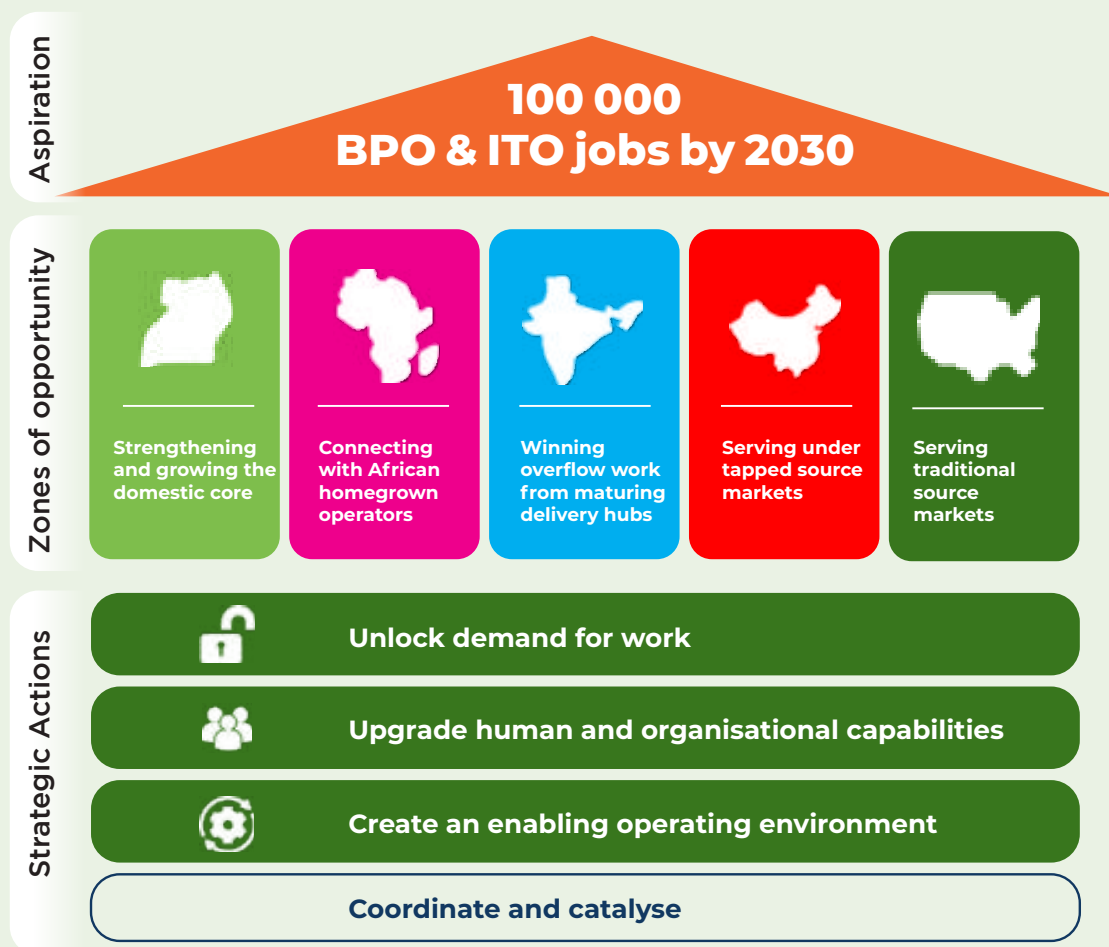 Aspiration
100 000
BPO & ITO jobs by 2030
Zones of opportunity
Strengthening
and growing the
domestic core
Connecting
with African
homegrown
operators
Winning
overflow work
from maturing
delivery hubs
Serving under
tapped source
markets
Serving
traditional
source
markets
Strategic Actions
Unlock demand for work
Upgrade human and organisational capabilities
Create an enabling operating environment
Coordinate and catalyse